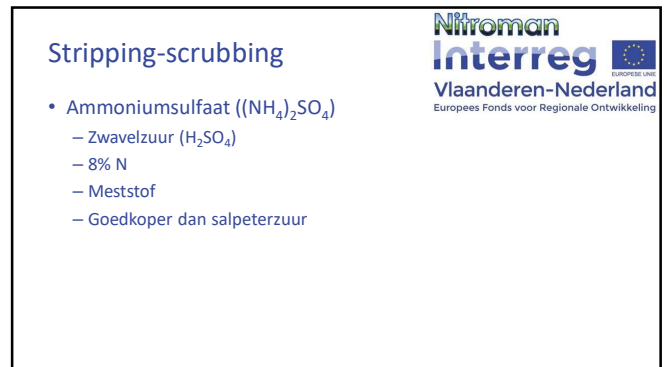 Nitroman
Interreg
EUROPESE UNIE
Vlaanderen-Nederland
Europees Fonds voor Regionale Ontwikkeling
Stripping-scrubbing
• Ammoniumsulfaat ((NH₄)₂SO₄)
– Zwavelzuur (H₂SO₄)
– 8% N
– Meststof
– Goedkoper dan salpeterzuur